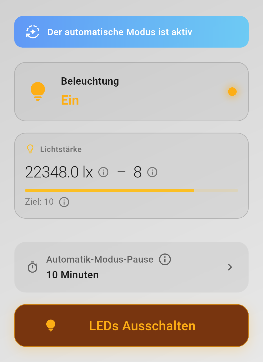 Der automatische Modus ist aktiv
Beleuchtung
Ein
Lichtstärke
22348.0 lx – 8
Ziel: 10
Automatik-Modus-Pause
10 Minuten
LEDs Ausschalten